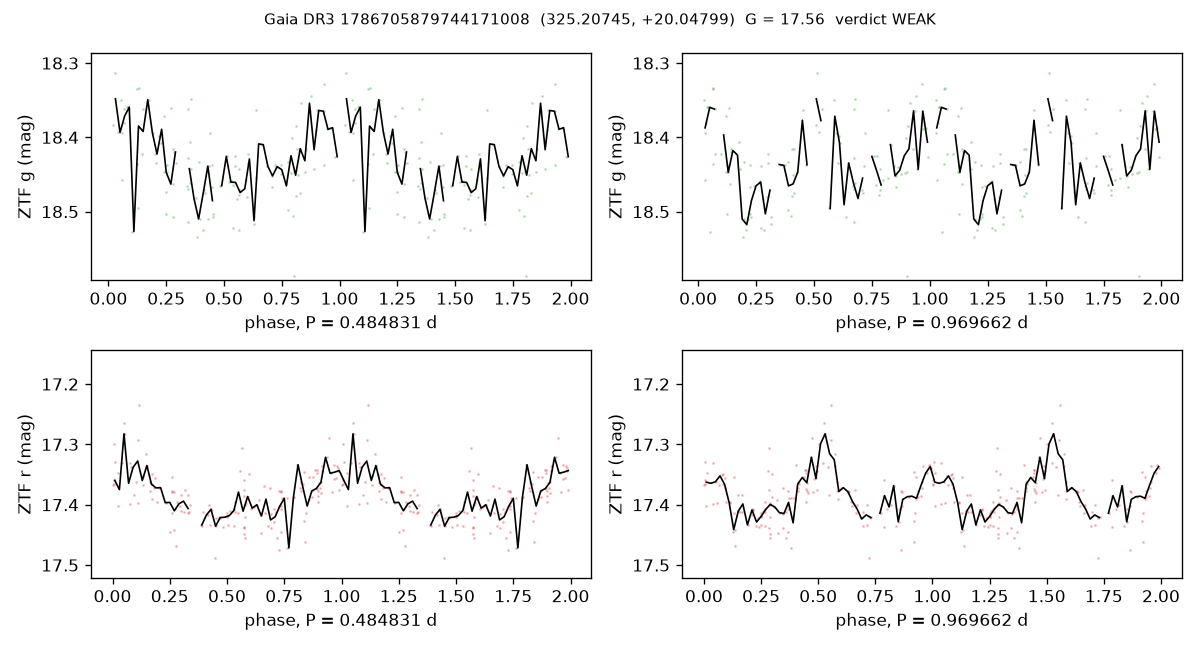 Gaia DR3 1786705879744171008 (325.20745, +20.04799) G = 17.56 verdict WEAK
18.3
18.4
18.5
ZTF g (mag)
0.00 0.25 0.50 0.75 1.00 1.25 1.50 1.75 2.00
phase, P = 0.484831 d
18.3
18.4
18.5
ZTF g (mag)
0.00 0.25 0.50 0.75 1.00 1.25 1.50 1.75 2.00
phase, P = 0.969662 d
17.2
17.3
17.4
17.5
ZTF r (mag)
0.00 0.25 0.50 0.75 1.00 1.25 1.50 1.75 2.00
phase, P = 0.484831 d
17.2
17.3
17.4
17.5
ZTF r (mag)
0.00 0.25 0.50 0.75 1.00 1.25 1.50 1.75 2.00
phase, P = 0.969662 d